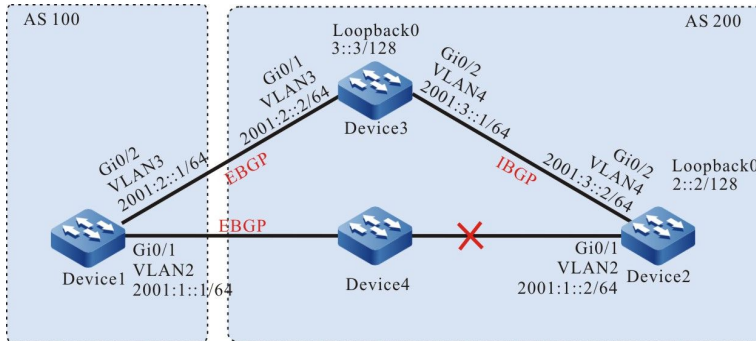 AS 100
AS 200
Loopback0
3::3/128
Gi0/1
VLAN3
2001:2::2/64
Gi0/2
VLAN4
2001:3::1/64
Device3
Gi0/2
VLAN3
2001:2::1/64
EBGP
IBGP
Gi0/2
VLAN4
2001:3::2/64
Loopback0
2::2/128
EBGP
Device1
Gi0/1
VLAN2
2001:1::1/64
Device4
Gi0/1
VLAN2
2001:1::2/64
Device2